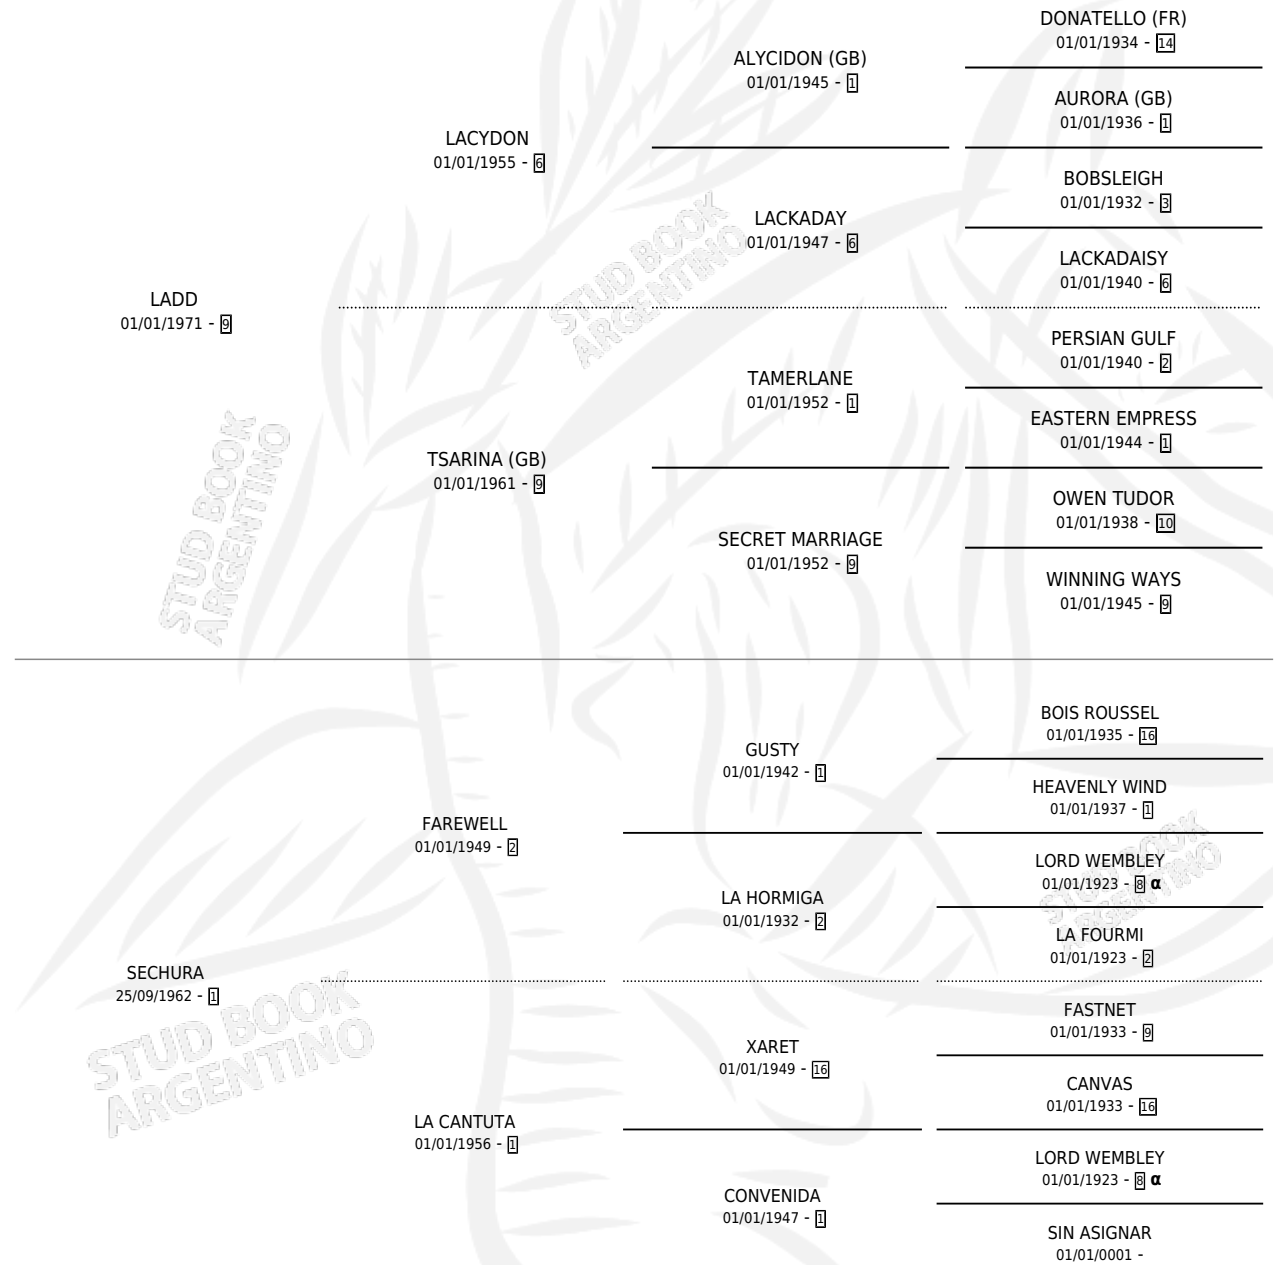 DONATELLO (FR)
01/01/1934 - 14
ALYCIDON (GB)
01/01/1945 - 1
AURORA (GB)
01/01/1936 - 1
LACYDON
01/01/1955 - 6
BOBSLEIGH
01/01/1932 - 3
LACKADAY
01/01/1947 - 6
LACKADAISY
01/01/1940 - 6
LADD
01/01/1971 - 9
PERSIAN GULF
01/01/1940 - 2
TAMERLANE
01/01/1952 - 1
EASTERN EMPRESS
01/01/1944 - 1
TSARINA (GB)
01/01/1961 - 9
OWEN TUDOR
01/01/1938 - 10
SECRET MARRIAGE
01/01/1952 - 9
WINNING WAYS
01/01/1945 - 9
STUD BOOK
ARGENTINO
STUD BOOK
ARGENTINO
BOIS ROUSSEL
01/01/1935 - 16
GUSTY
01/01/1942 - 1
HEAVENLY WIND
01/01/1937 - 1
FAREWELL
01/01/1949 - 2
LORD WEMBLEY
01/01/1923 - 8 α
LA HORMIGA
01/01/1932 - 2
LA FOURMI
01/01/1923 - 2
SECHURA
25/09/1962 - 1
FASTNET
01/01/1933 - 9
XARET
01/01/1949 - 16
CANVAS
01/01/1933 - 16
LA CANTUTA
01/01/1956 - 1
LORD WEMBLEY
01/01/1923 - 8 α
CONVENIDA
01/01/1947 - 1
SIN ASIGNAR
01/01/0001 -
STUD BOOK
ARGENTINO
STUD BOOK
ARGENTINO